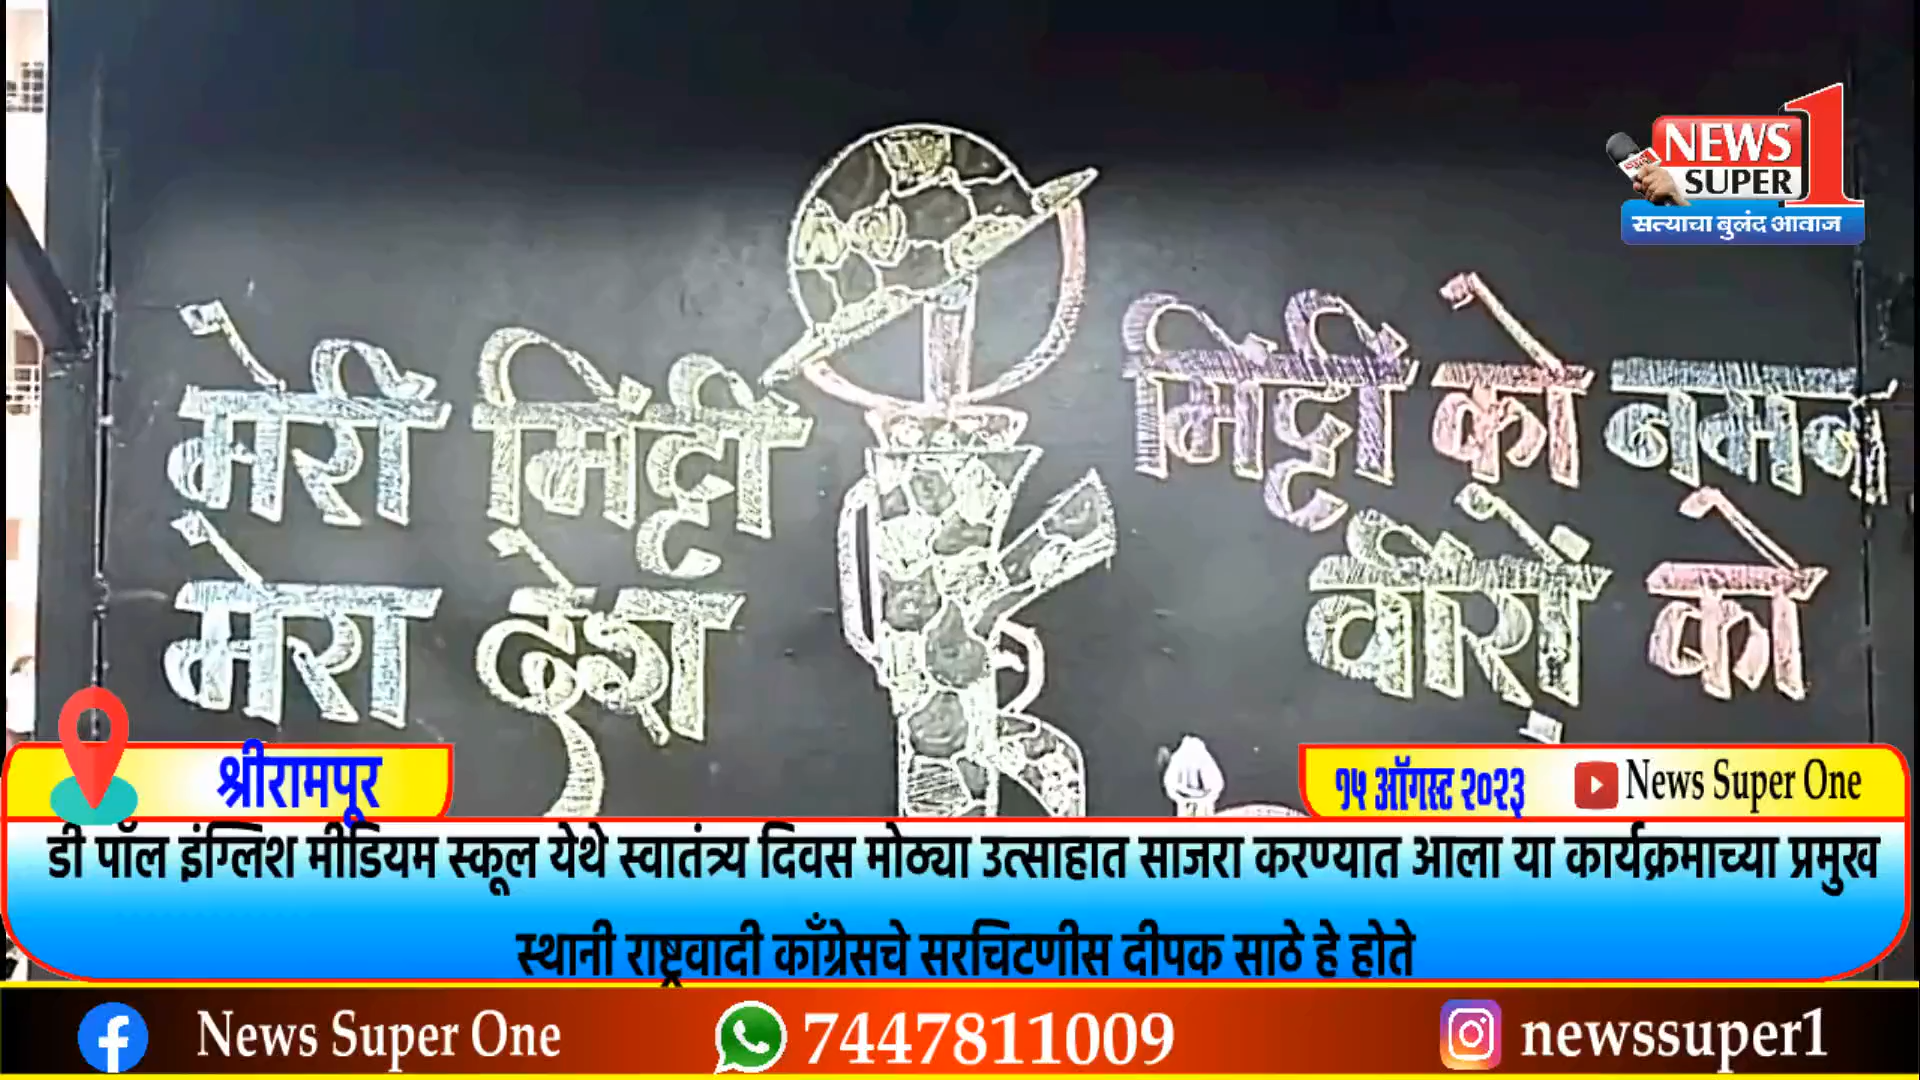 NEWS 1
SUPER
सत्याचा बुलंद आवाज
मेरी मिट्टी
मेरा देश
मिट्टी को नमन
वीरों को
श्रीरामपूर
१५ ऑगस्ट २०२३
News Super One
डी पॉल इंग्लिश मीडियम स्कूल येथे स्वातंत्र्य दिवस मोठ्या उत्साहात साजरा करण्यात आला या कार्यक्रमाच्या प्रमुख
स्थानी राष्ट्रवादी काँग्रेसचे सरचिटणीस दीपक साठे हे होते
News Super One
7447811009
newssuper1